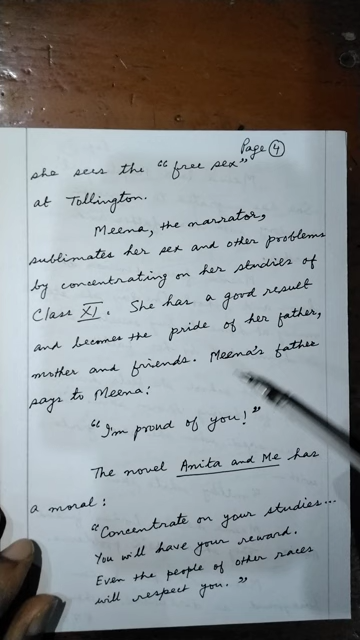 Page 4
she sees the "free sex"
at Tollington.
Meena, the narrator,
sublimates her sex and other problems
by concentrating on her studies of
Class XI. She has a good result
and becomes the pride of her father,
mother and friends. Meena's father
says to Meena:
"I'm proud of you!"
The novel Anita and Me has
a moral:
"Concentrate on your studies...
You will have your reward.
Even the people of other races
will respect you."